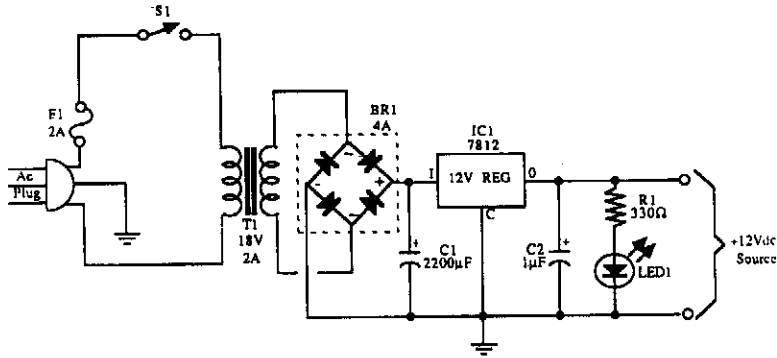 S1
F1
2A
Ac
Plug
T1
18V
2A
BR1
4A
~
~
-
+
~
IC1
7812
I
12V REG
O
C
+
C1
2200µF
+
C2
1µF
R1
330Ω
LED1
+12Vdc
Source